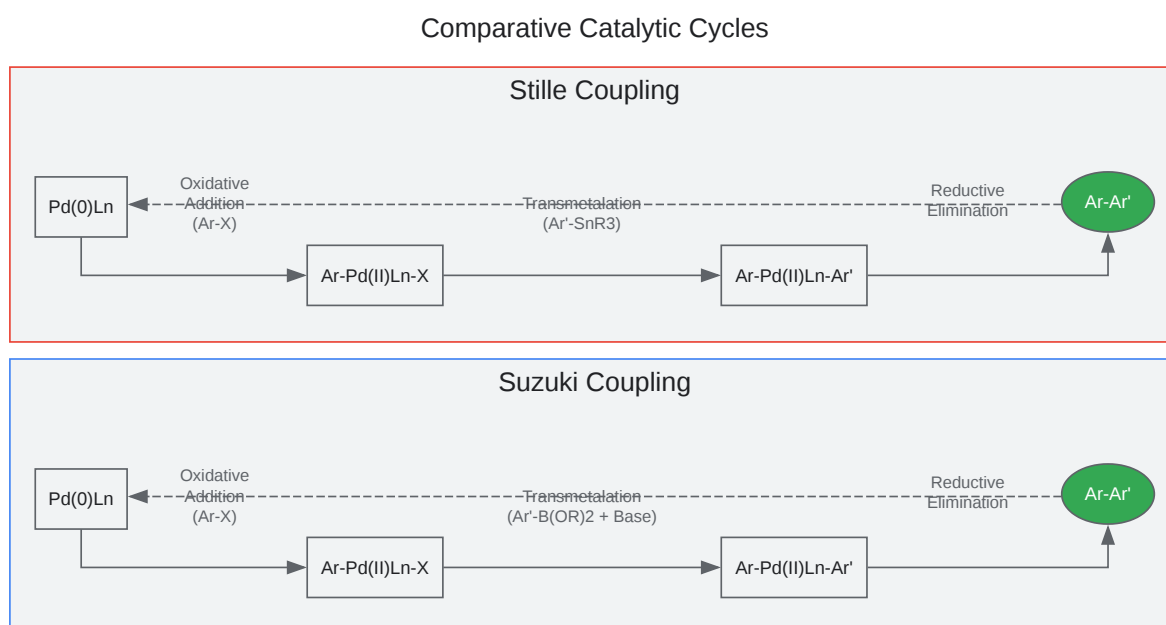 Comparative Catalytic Cycles
Stille Coupling
Oxidative
Addition
(Ar-X)
Transmetalation
(Ar'-SnR3)
Reductive
Elimination
Pd(0)Ln
Ar-Ar'
Ar-Pd(II)Ln-X
Ar-Pd(II)Ln-Ar'
Suzuki Coupling
Oxidative
Addition
(Ar-X)
Transmetalation
(Ar'-B(OR)2 + Base)
Reductive
Elimination
Pd(0)Ln
Ar-Ar'
Ar-Pd(II)Ln-X
Ar-Pd(II)Ln-Ar'